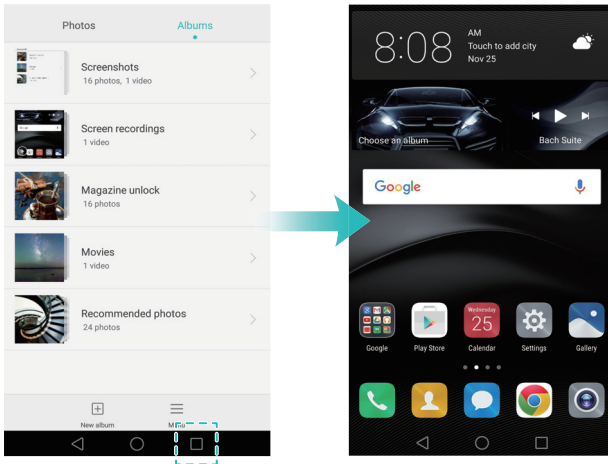 Photos
Albums
Screenshots
16 photos, 1 video
Screen recordings
1 video
Magazine unlock
16 photos
Movies
1 video
Recommended photos
24 photos
New album
Menu
8:08
AM
Touch to add city
Nov 25
Choose an album
Bach Suite
Google
Wednesday
25
Google
Play Store
Calendar
Settings
Gallery